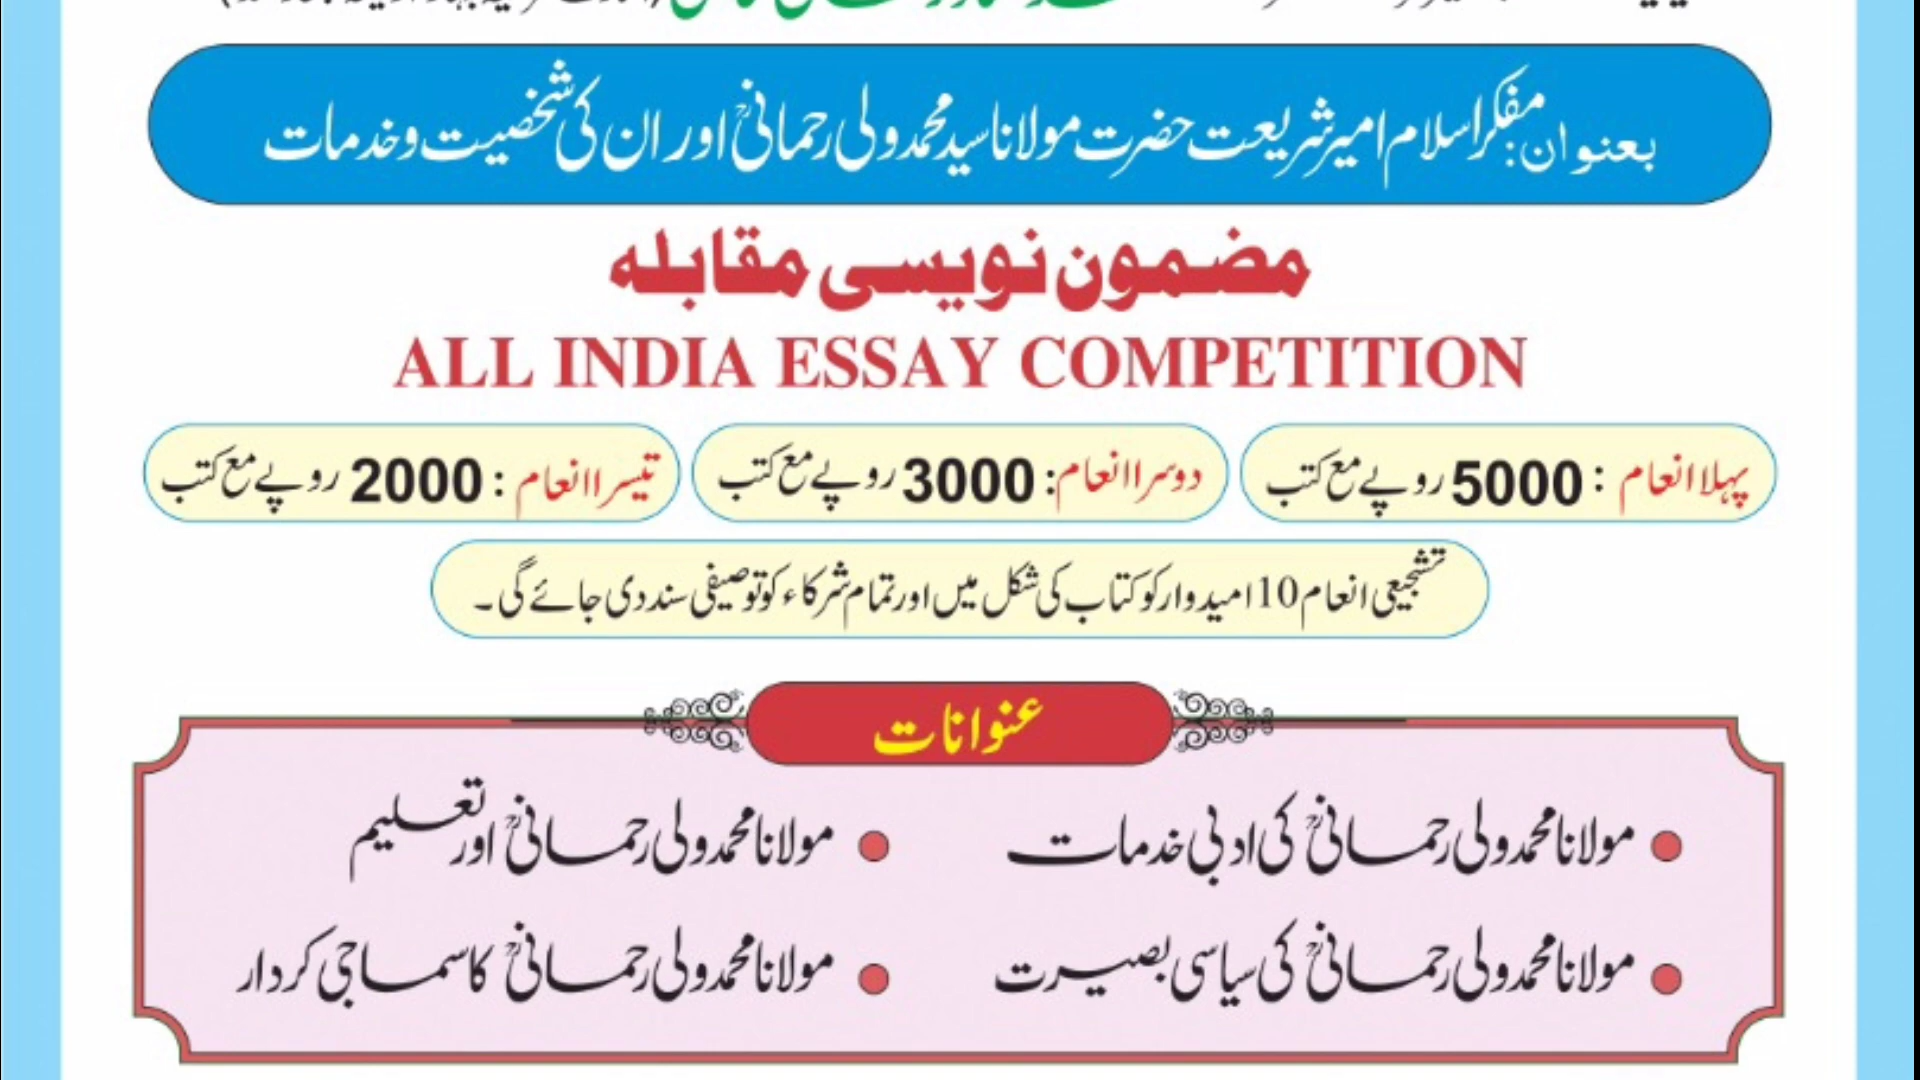 بعنوان: مفکر اسلام امیر شریعت حضرت مولانا سید محمد ولی رحمانیؒ اور ان کی شخصیت و خدمات
مضمون نویسی مقابلہ
ALL INDIA ESSAY COMPETITION
پہلا انعام : 5000 روپے مع کتب
دوسرا انعام: 3000 روپے مع کتب
تیسرا انعام : 2000 روپے مع کتب
تشجیعی انعام 10 امیدوار کو کتاب کی شکل میں اور تمام شرکاء کو توصیفی سند دی جائے گی۔
عنوانات
● مولانا محمد ولی رحمانیؒ کی ادبی خدمات
● مولانا محمد ولی رحمانیؒ اور تعلیم
● مولانا محمد ولی رحمانیؒ کی سیاسی بصیرت
● مولانا محمد ولی رحمانیؒ کا سماجی کردار